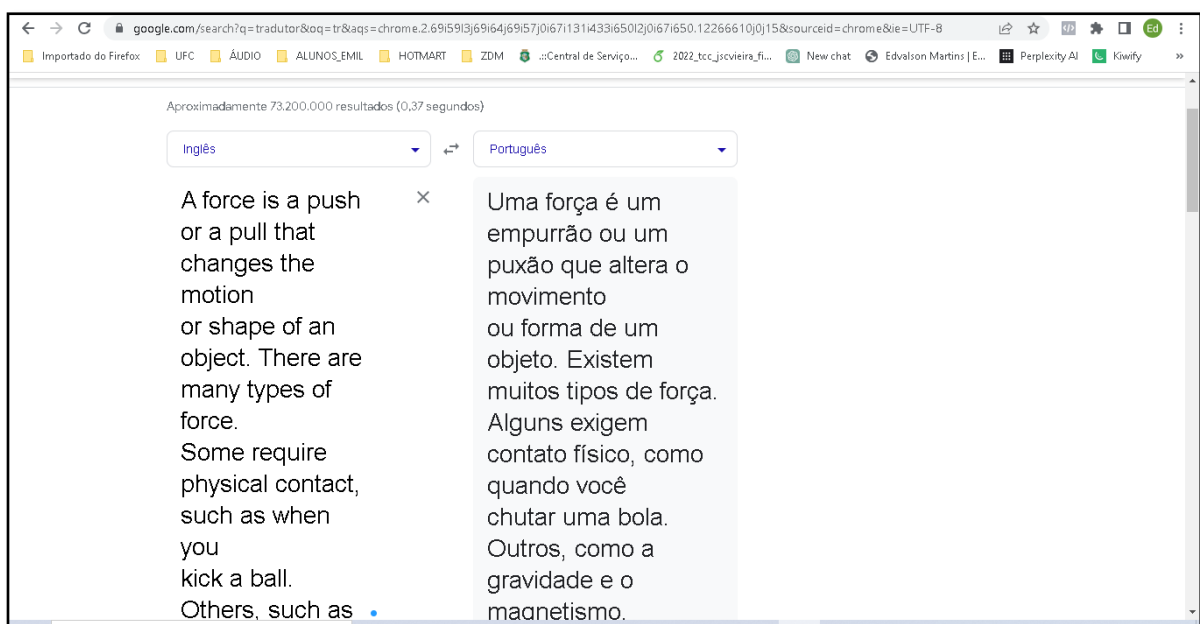 google.com/search?q=tradutor&oq=tr&aqs=chrome.2.69i59l3j69i64j69i57j0i67i131i433i650l2j0i67i650.12266610j0j15&sourceid=chrome&ie=UTF-8
Ed
Importado do Firefox UFC ÁUDIO ALUNOS_EMIL HOTMART ZDM .::Central de Serviço... 2022_tcc_jscvieira_fi... New chat Edvalson Martins | E... Perplexity AI Kiwify »
Aproximadamente 73.200.000 resultados (0,37 segundos)
Inglês
Português
A force is a push
or a pull that
changes the
motion
or shape of an
object. There are
many types of
force.
Some require
physical contact,
such as when
you
kick a ball.
Others, such as
Uma força é um
empurrão ou um
puxão que altera o
movimento
ou forma de um
objeto. Existem
muitos tipos de força.
Alguns exigem
contato físico, como
quando você
chutar uma bola.
Outros, como a
gravidade e o
magnetismo.